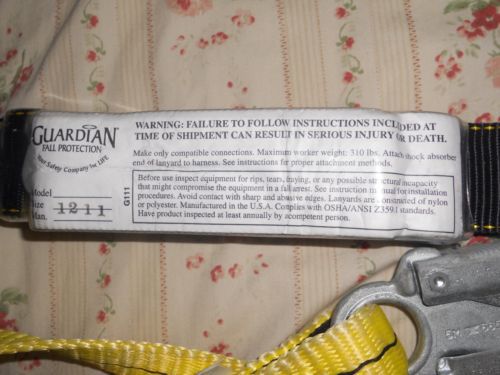 GUARDIAN
FALL PROTECTION
Your Safety Company for LIFE
Model
Size
Man. 1211
G111
WARNING: FAILURE TO FOLLOW INSTRUCTIONS INCLUDED AT
TIME OF SHIPMENT CAN RESULT IN SERIOUS INJURY OR DEATH.
Make only compatible connections. Maximum worker weight: 310 lbs. Attach shock absorber
end of lanyard to harness. See instructions for proper attachment methods.
Before use inspect equipment for rips, tears, fraying, or any possible structural incapacity
that might compromise the equipment in a fall arrest. See instruction manual for installation
procedures. Avoid contact with sharp and abrasive edges. Lanyards are constructed of nylon
or polyester. Manufactured in the U.S.A. Complies with OSHA/ANSI Z359.1 standards.
Have product inspected at least annually by a competent person.